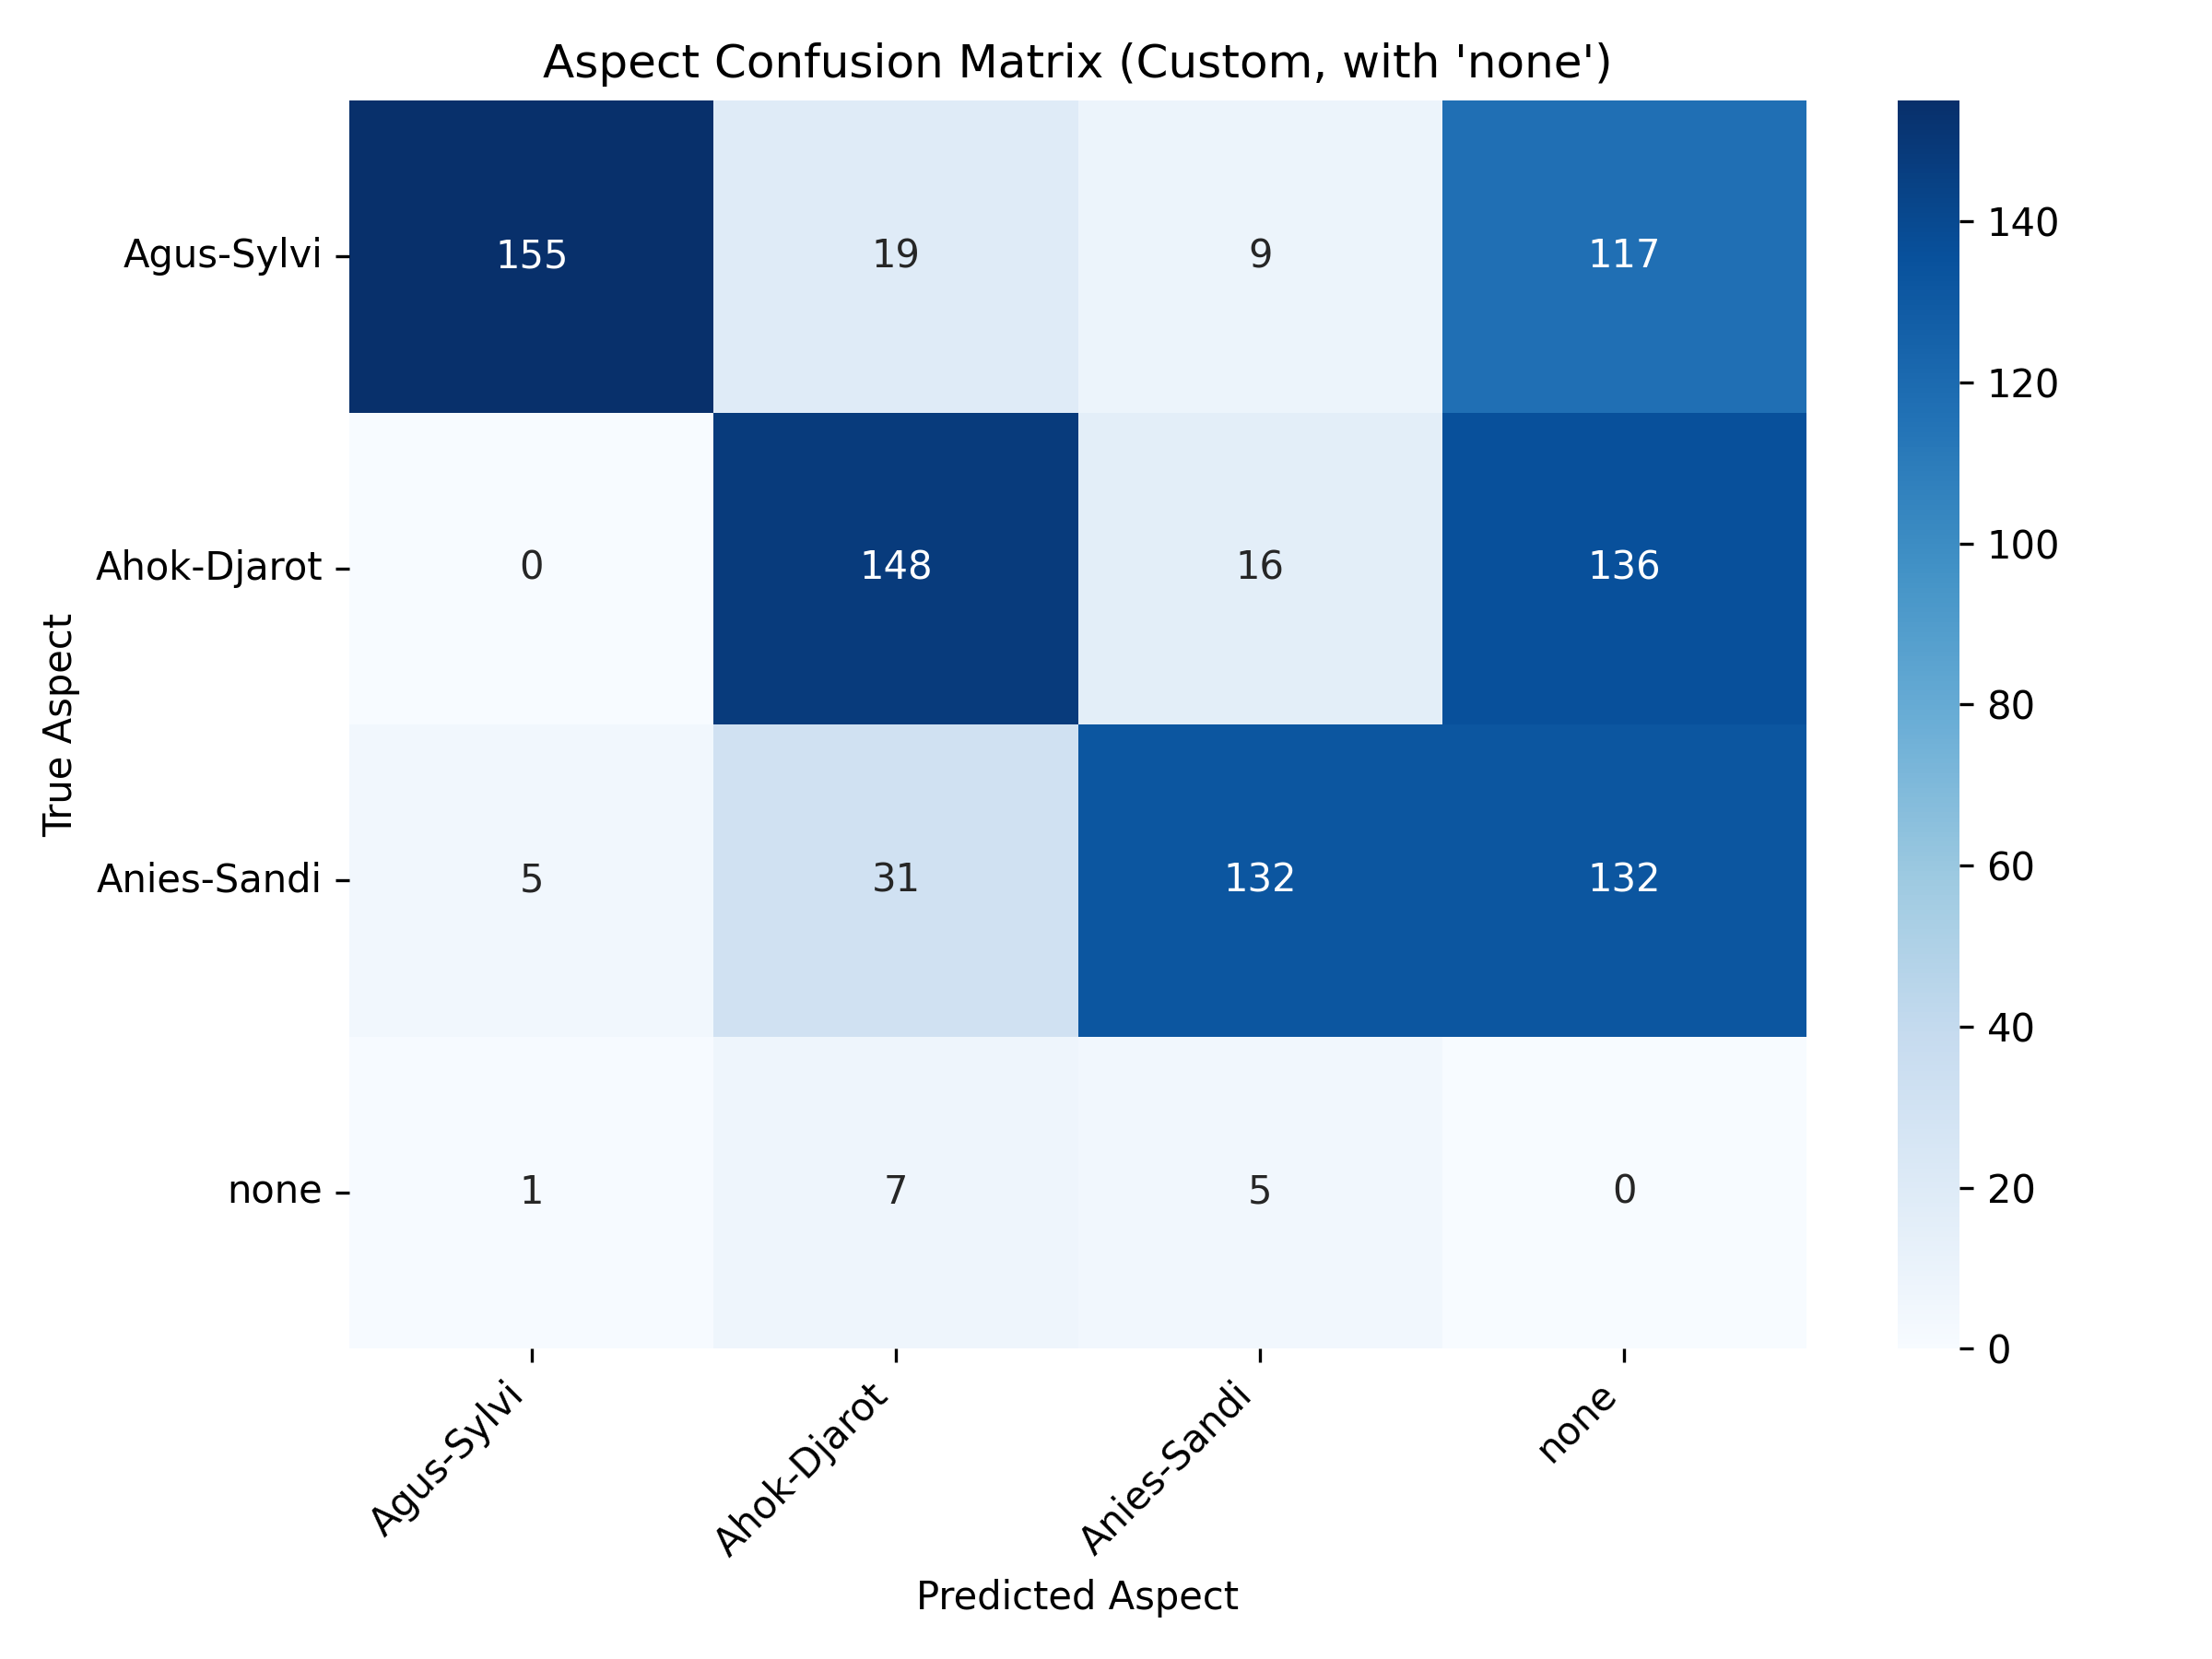 Aspect Confusion Matrix (Custom, with 'none')
True Aspect
Agus-Sylvi 155 19 9 117
Ahok-Djarot 0 148 16 136
Anies-Sandi 5 31 132 132
none 1 7 5 0
Agus-Sylvi Ahok-Djarot Anies-Sandi none
Predicted Aspect
140
120
100
80
60
40
20
0